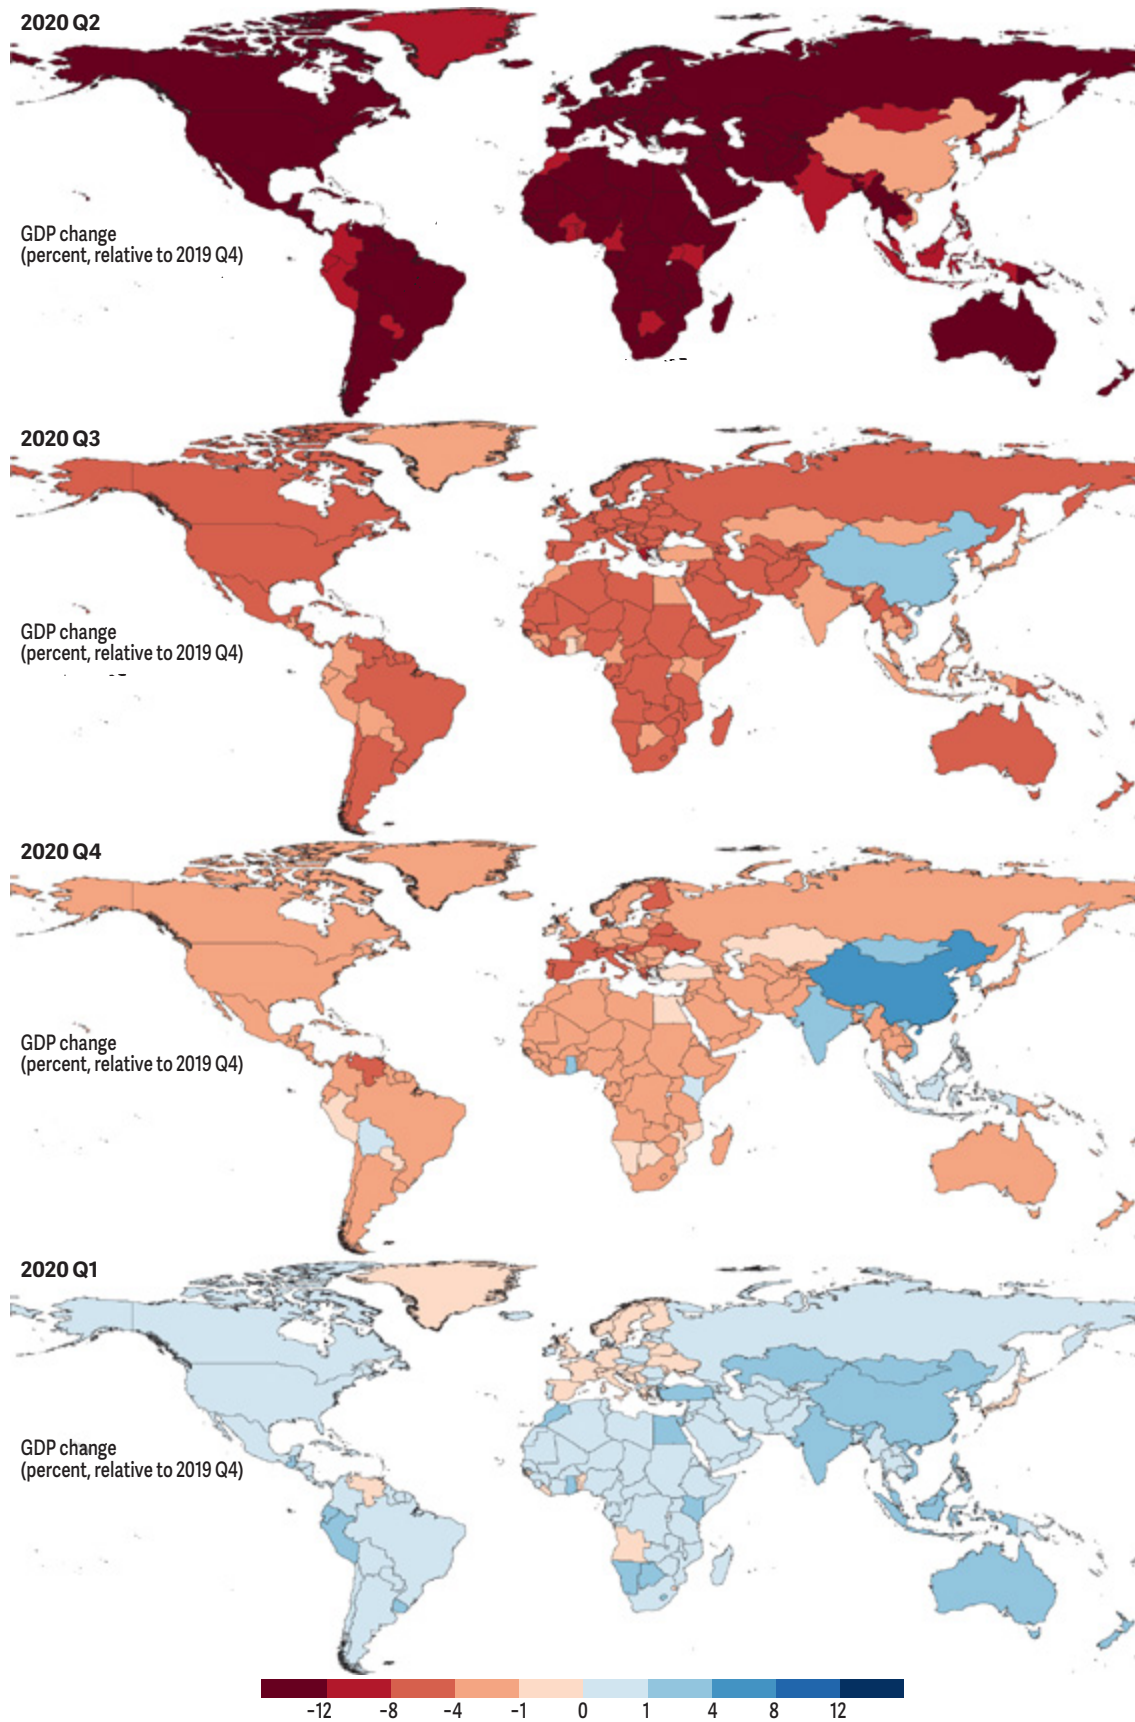 2020 Q2
GDP change
(percent, relative to 2019 Q4)
2020 Q3
GDP change
(percent, relative to 2019 Q4)
2020 Q4
GDP change
(percent, relative to 2019 Q4)
2020 Q1
GDP change
(percent, relative to 2019 Q4)
−12 −8 −4 −1 0 1 4 8 12